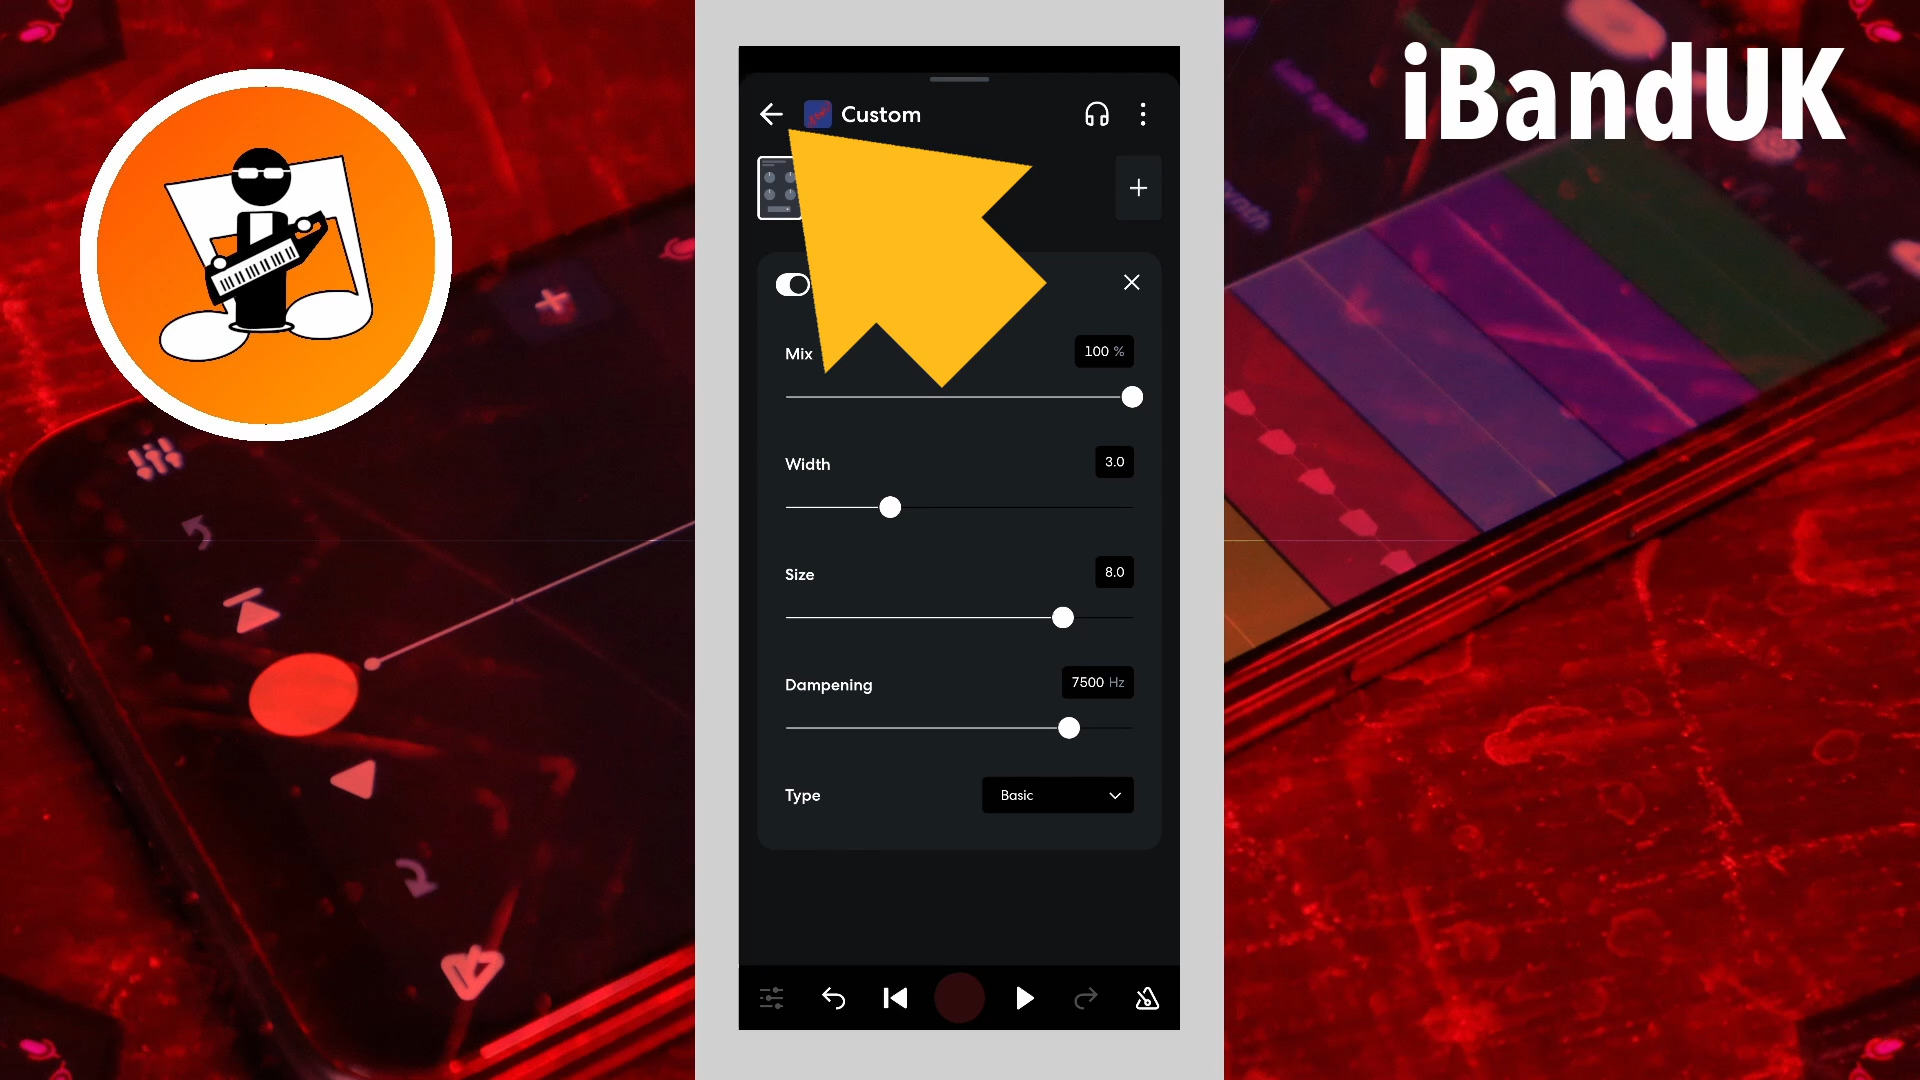 iBandUK
Custom
Mix
100 %
Width
3.0
Size
8.0
Dampening
7500 Hz
Type
Basic